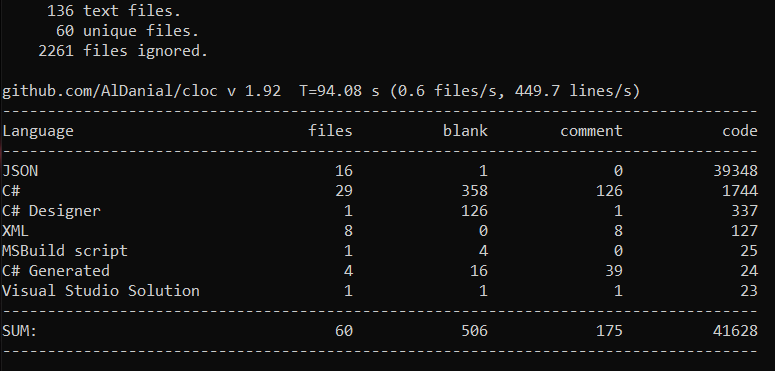 136 text files.
60 unique files.
2261 files ignored.
github.com/AlDanial/cloc v 1.92  T=94.08 s (0.6 files/s, 449.7 lines/s)
-------------------------------------------------------------------------------
Language                     files          blank        comment           code
-------------------------------------------------------------------------------
JSON                            16              1              0          39348
C#                              29            358            126           1744
C# Designer                      1            126              1            337
XML                              8              0              8            127
MSBuild script                   1              4              0             25
C# Generated                     4             16             39             24
Visual Studio Solution           1              1              1             23
-------------------------------------------------------------------------------
SUM:                            60            506            175          41628
-------------------------------------------------------------------------------